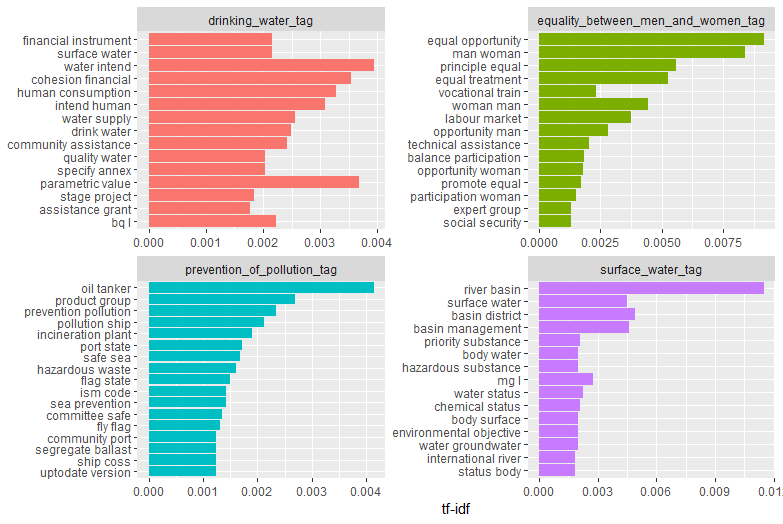 drinking_water_tag
financial instrument
surface water
water intend
cohesion financial
human consumption
intend human
water supply
drink water
community assistance
quality water
specify annex
parametric value
stage project
assistance grant
bq l
0.000 0.001 0.002 0.003 0.004
equality_between_men_and_women_tag
equal opportunity
man woman
principle equal
equal treatment
vocational train
woman man
labour market
opportunity man
technical assistance
balance participation
opportunity woman
promote equal
participation woman
expert group
social security
0.0000 0.0025 0.0050 0.0075
prevention_of_pollution_tag
oil tanker
product group
prevention pollution
pollution ship
incineration plant
port state
safe sea
hazardous waste
flag state
ism code
sea prevention
committee safe
fly flag
community port
segregate ballast
ship coss
uptodate version
0.000 0.001 0.002 0.003 0.004
surface_water_tag
river basin
surface water
basin district
basin management
priority substance
body water
hazardous substance
mg l
water status
chemical status
body surface
environmental objective
water groundwater
international river
status body
0.000 0.003 0.006 0.009
tf-idf